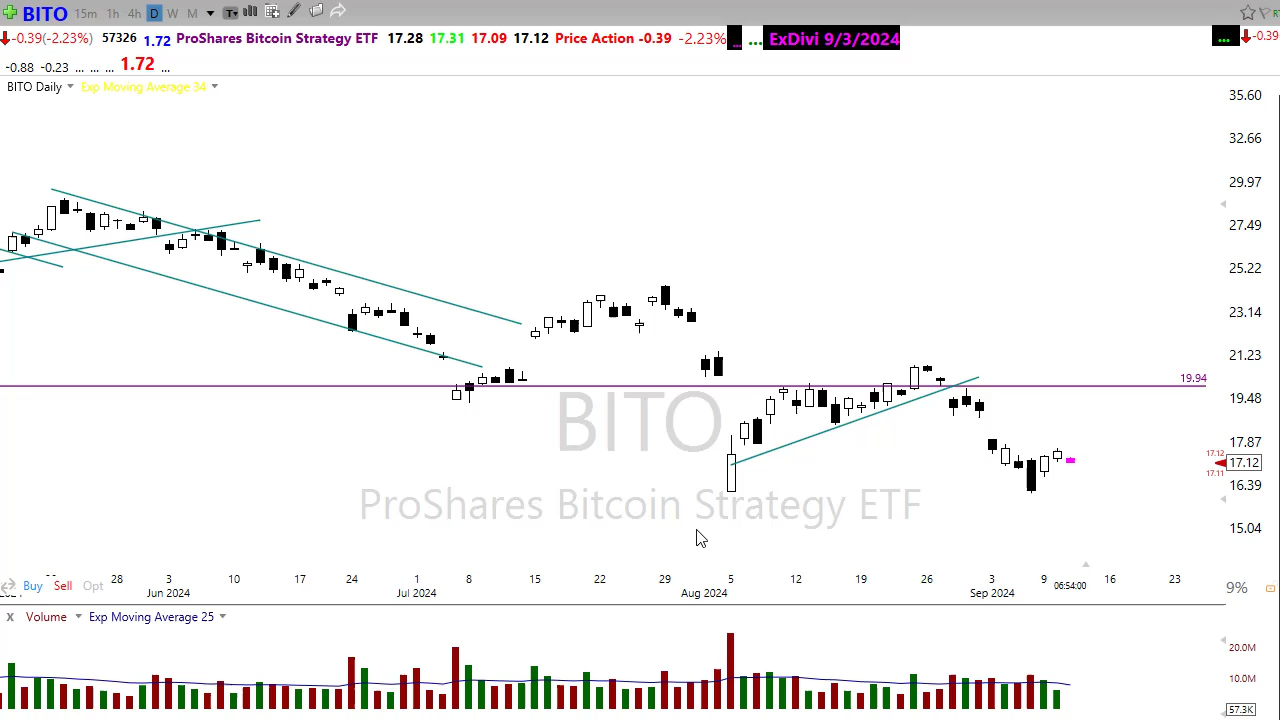 BITO 15m 1h 4h D W M T
-0.39(-2.23%) 57326 1.72 ProShares Bitcoin Strategy ETF 17.28 17.31 17.09 17.12 Price Action -0.39 -2.23% ... ... ExDivi 9/3/2024 ... -0.39
-0.88 -0.23 ... ... ... 1.72 ...
BITO Daily Exp Moving Average 34
35.60
32.66
29.97
27.49
25.22
23.14
21.23
19.94
19.48
17.87
17.12
17.12
17.11
16.39
15.04
BITO
ProShares Bitcoin Strategy ETF
28 3 10 17 24 1 8 15 22 29 5 12 19 26 3 9 16 23
Buy Sell Opt 06:54:00 9%
Jun 2024 Jul 2024 Aug 2024 Sep 2024
X Volume Exp Moving Average 25
20.0M
10.0M
57.3K